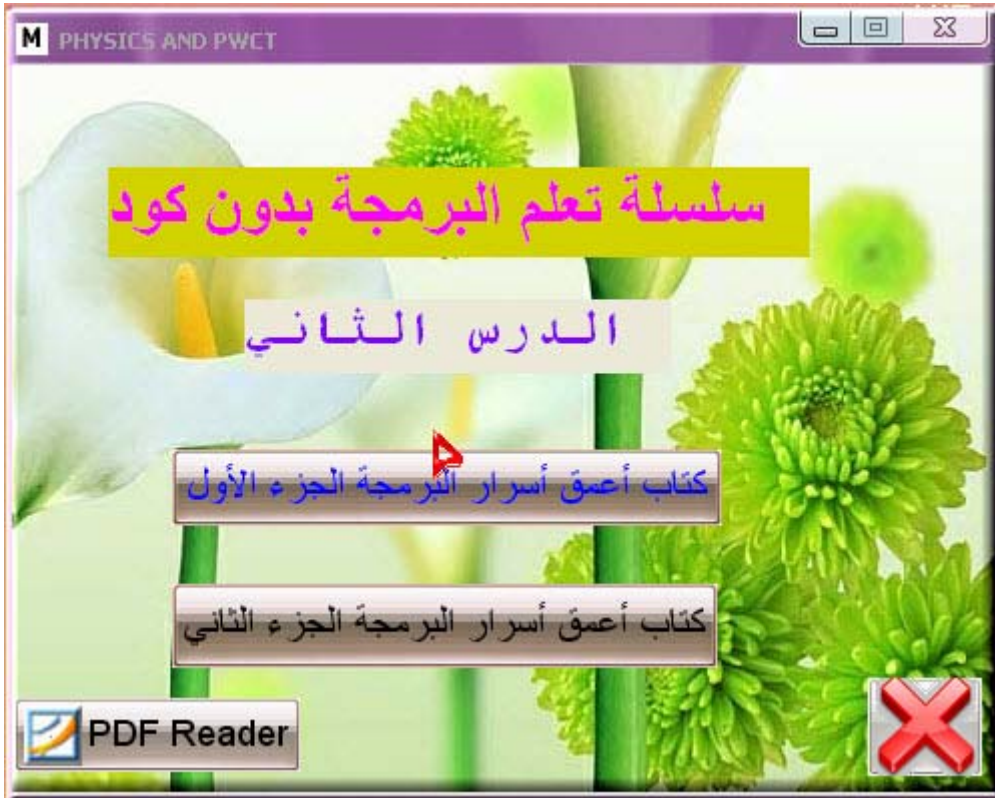 PHYSICS AND PWCT
سلسلة تعلم البرمجة بدون كود
الدرس الثاني
كتاب أعمق أسرار البرمجة الجزء الأول
كتاب أعمق أسرار البرمجة الجزء الثاني
PDF Reader